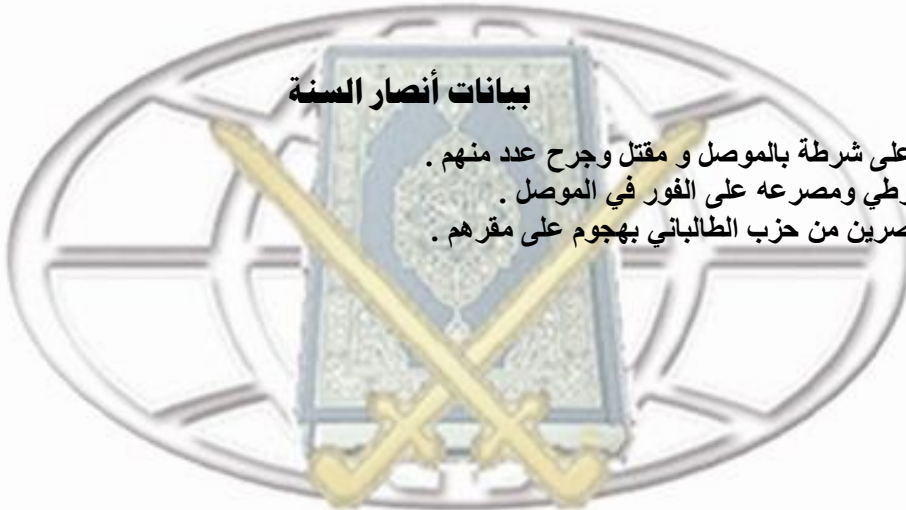 بيانات أنصار السنة
على شرطة بالموصل و مقتل وجرح عدد منهم .
ومصرعه على الفور في الموصل .
من حزب الطالباني بهجوم على مقرهم .